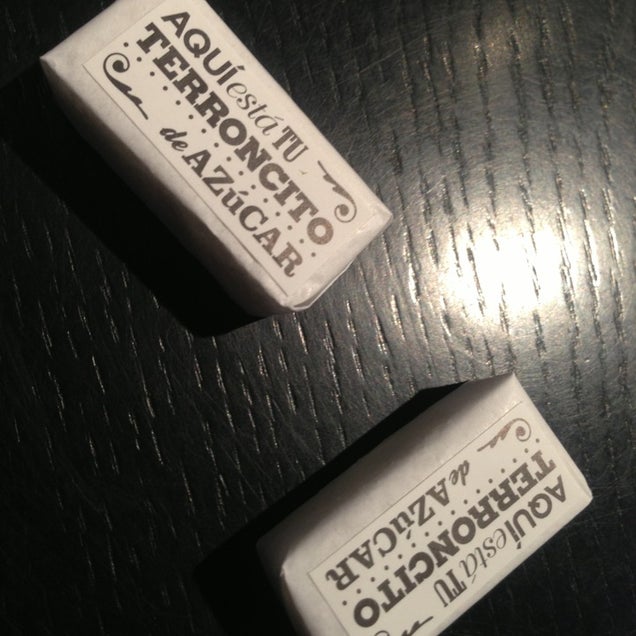 AQUÍ está TU
TERRONCITO
de AZúCAR
AQUÍ está TU
TERRONCITO
de AZúCAR